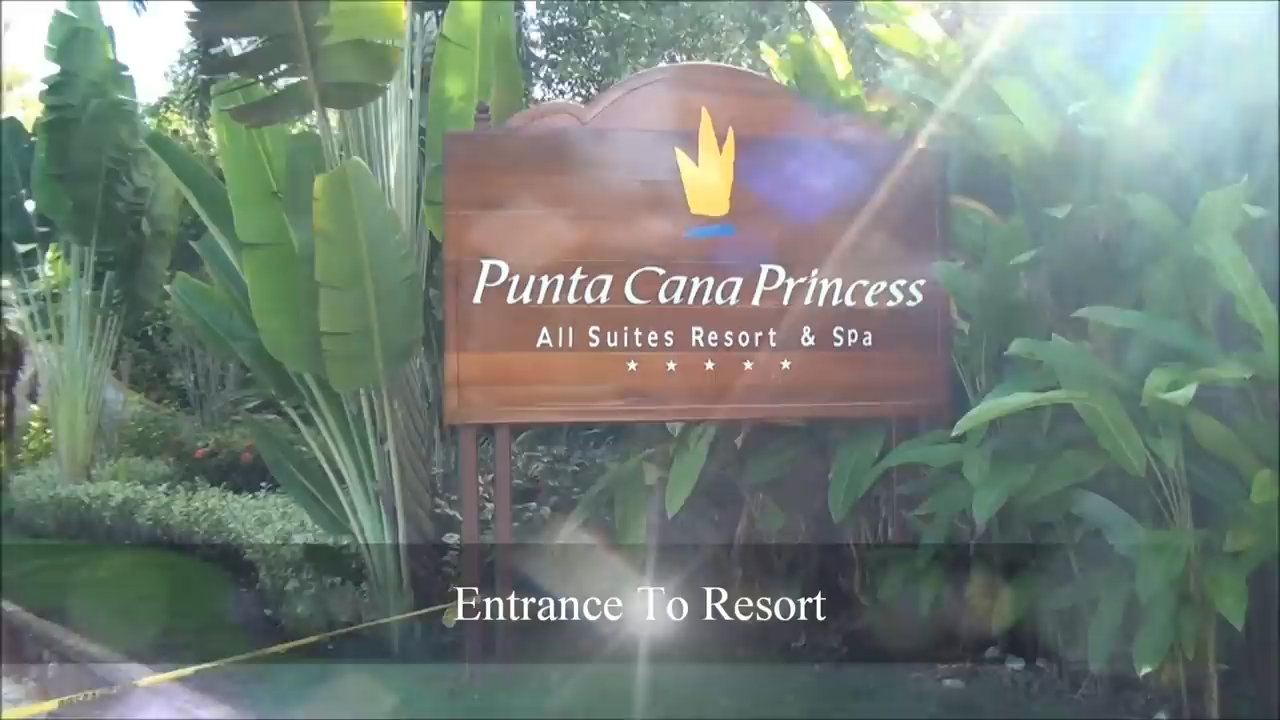 Punta Cana Princess
All Suites Resort & Spa
Entrance To Resort